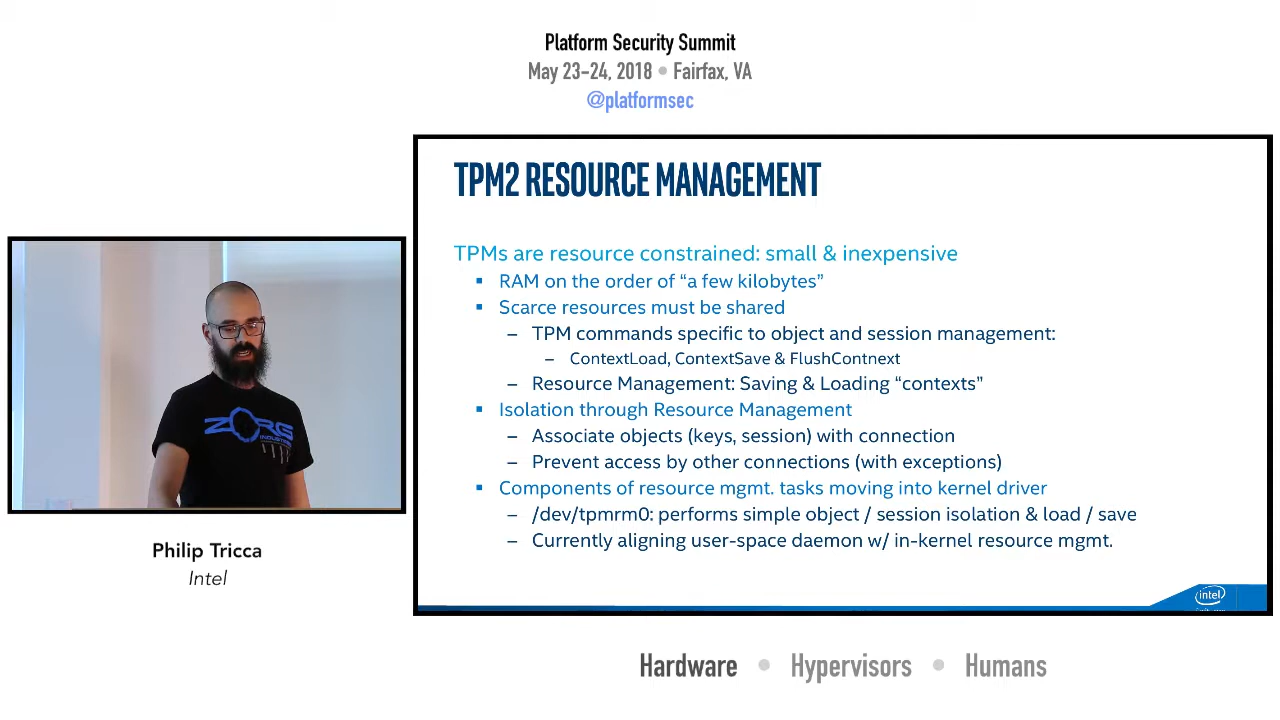 Platform Security Summit
May 23-24, 2018 • Fairfax, VA
@platformsec
TPM2 RESOURCE MANAGEMENT
TPMs are resource constrained: small & inexpensive
▪ RAM on the order of “a few kilobytes”
▪ Scarce resources must be shared
– TPM commands specific to object and session management:
– ContextLoad, ContextSave & FlushContnext
– Resource Management: Saving & Loading “contexts”
▪ Isolation through Resource Management
– Associate objects (keys, session) with connection
– Prevent access by other connections (with exceptions)
▪ Components of resource mgmt. tasks moving into kernel driver
– /dev/tpmrm0: performs simple object / session isolation & load / save
– Currently aligning user-space daemon w/ in-kernel resource mgmt.
intel
ZORG
INDUSTRIES
Philip Tricca
Intel
Hardware • Hypervisors • Humans